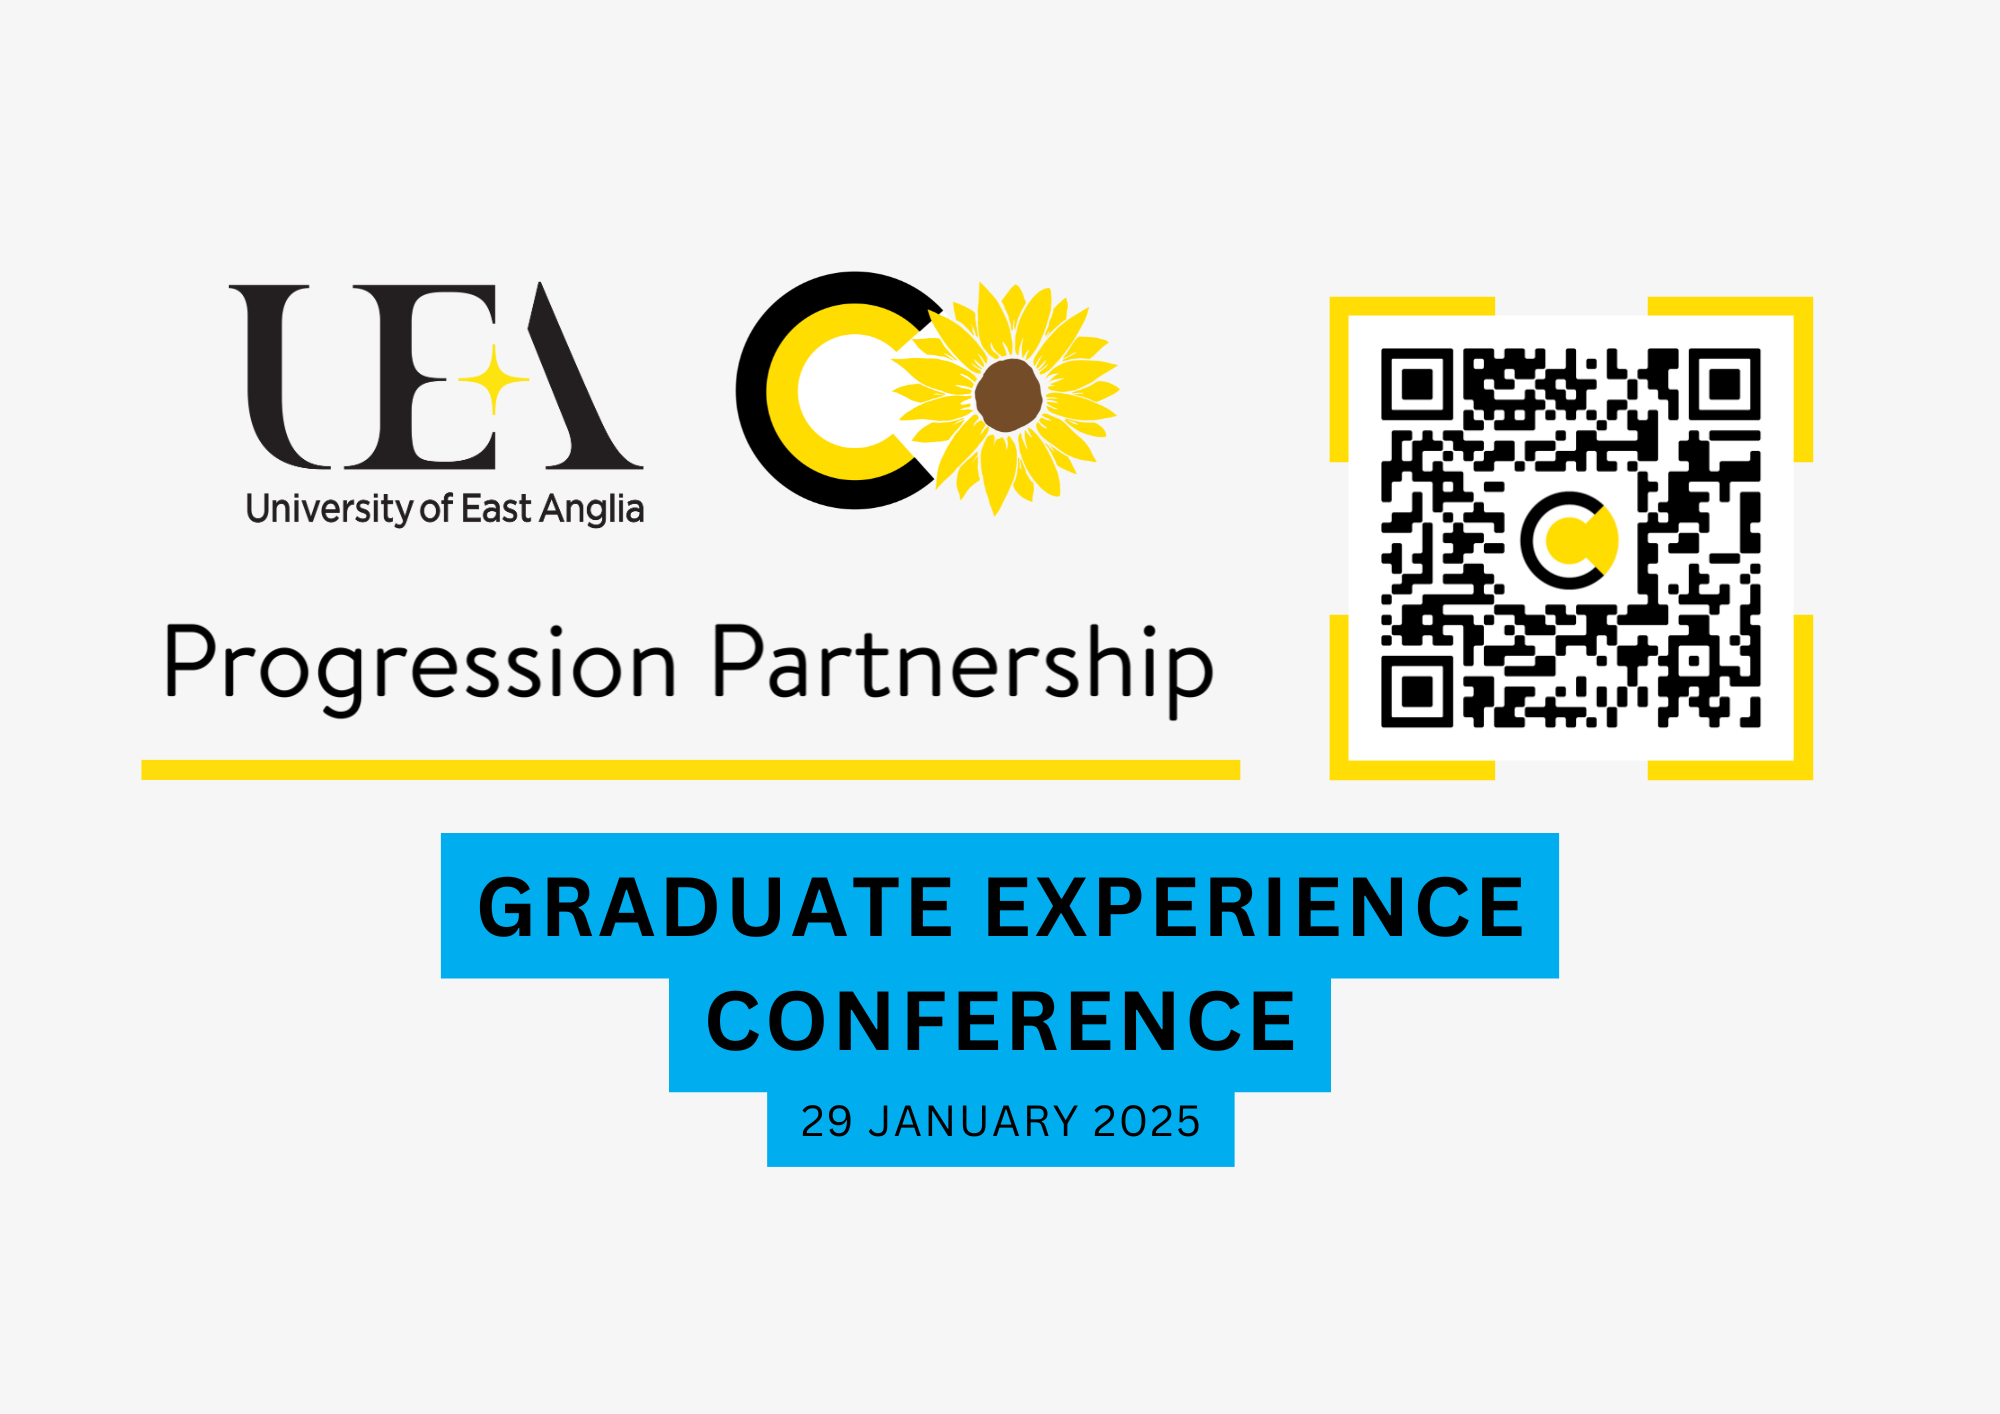 UEA
University of East Anglia
Progression Partnership
GRADUATE EXPERIENCE
CONFERENCE
29 JANUARY 2025